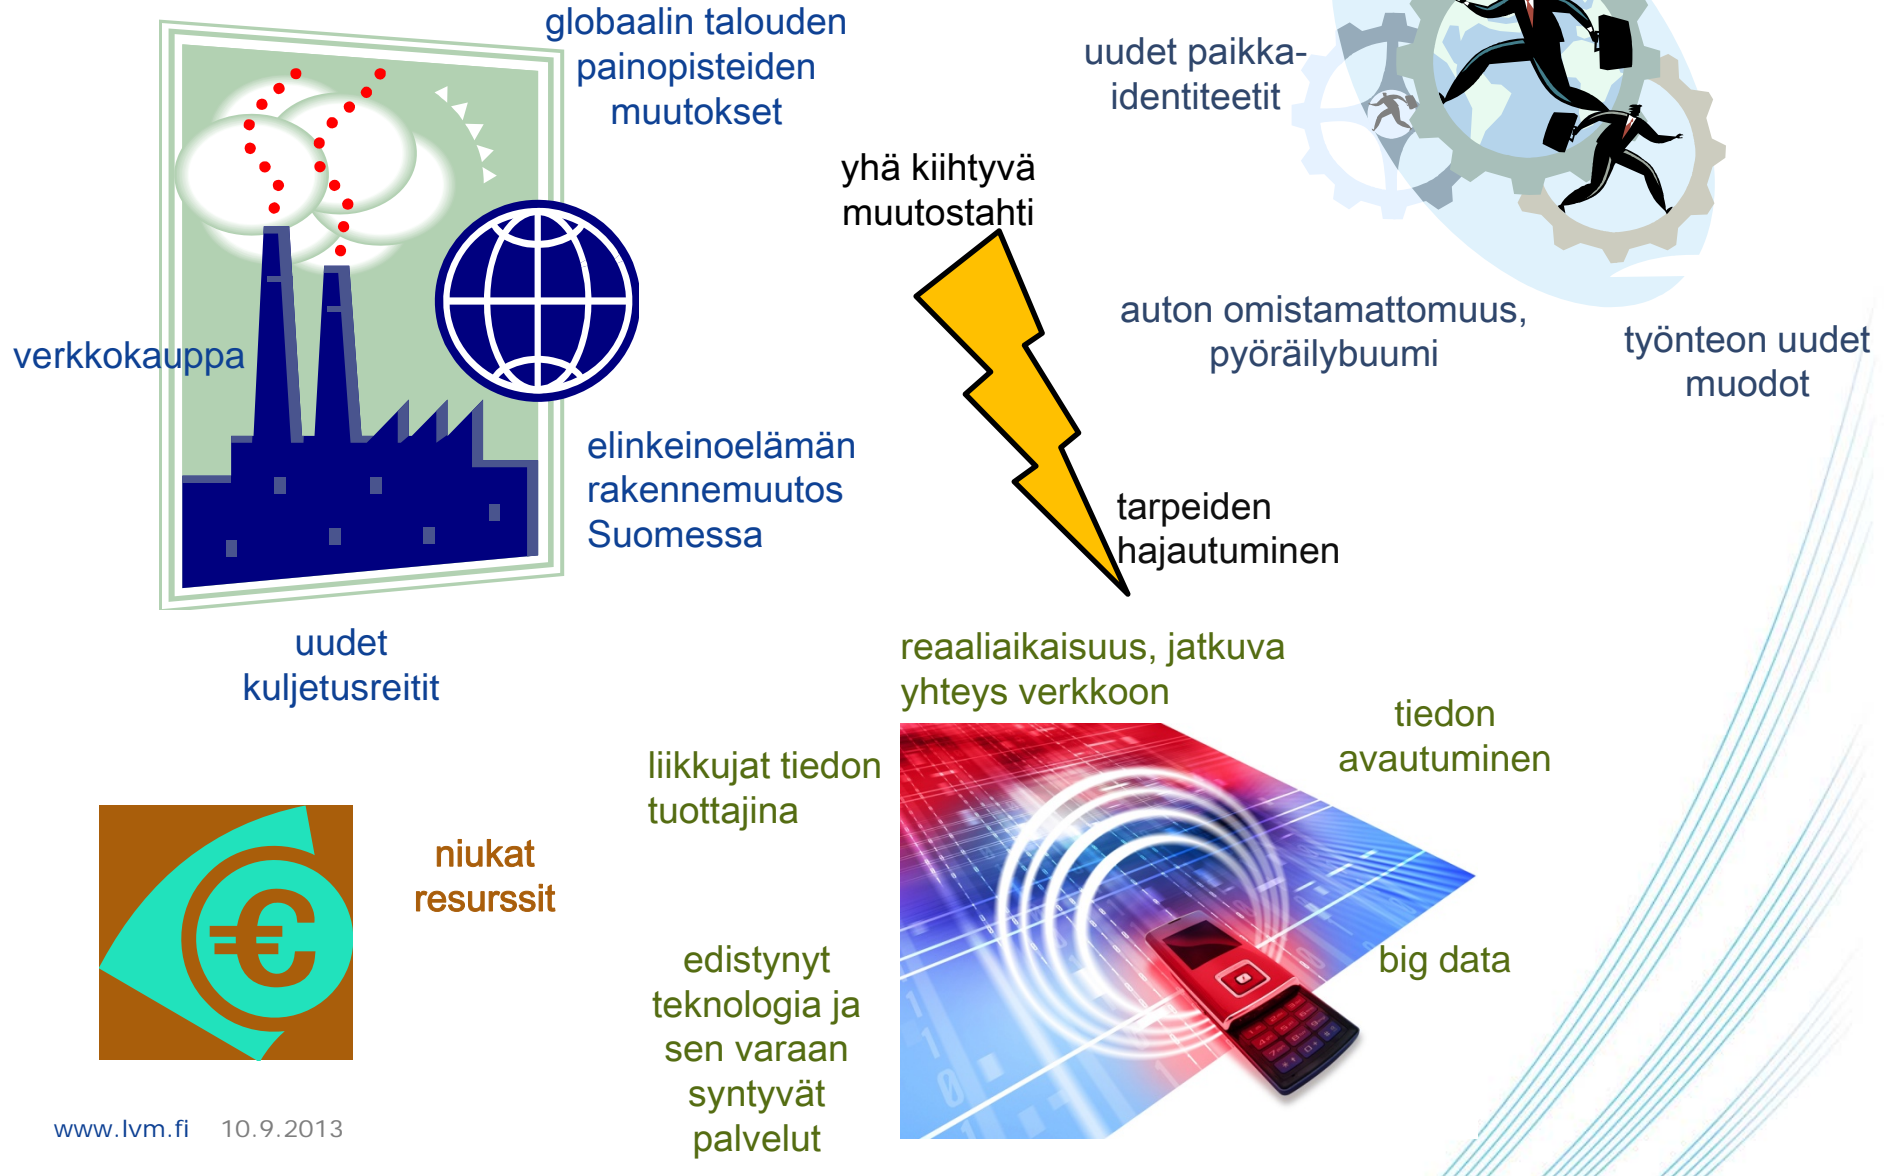 globaalin talouden
painopisteiden
muutokset
uudet paikka-
identiteetit
yhä kiihtyvä
muutostahti
auton omistamattomuus,
pyöräilybuumi
työnteon uudet
muodot
verkkokauppa
elinkeinoelämän
rakennemuutos
Suomessa
tarpeiden
hajautuminen
uudet
kuljetusreitit
reaaliaikaisuus, jatkuva
yhteys verkkoon
tiedon
avautuminen
liikkujat tiedon
tuottajina
niukat
resurssit
€
edistynyt
teknologia ja
sen varaan
syntyvät
palvelut
big data
www.lvm.fi 10.9.2013